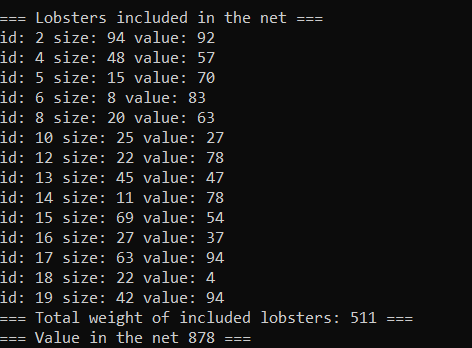 === Lobsters included in the net ===
id: 2 size: 94 value: 92
id: 4 size: 48 value: 57
id: 5 size: 15 value: 70
id: 6 size: 8 value: 83
id: 8 size: 20 value: 63
id: 10 size: 25 value: 27
id: 12 size: 22 value: 78
id: 13 size: 45 value: 47
id: 14 size: 11 value: 78
id: 15 size: 69 value: 54
id: 16 size: 27 value: 37
id: 17 size: 63 value: 94
id: 18 size: 22 value: 4
id: 19 size: 42 value: 94
=== Total weight of included lobsters: 511 ===
=== Value in the net 878 ===